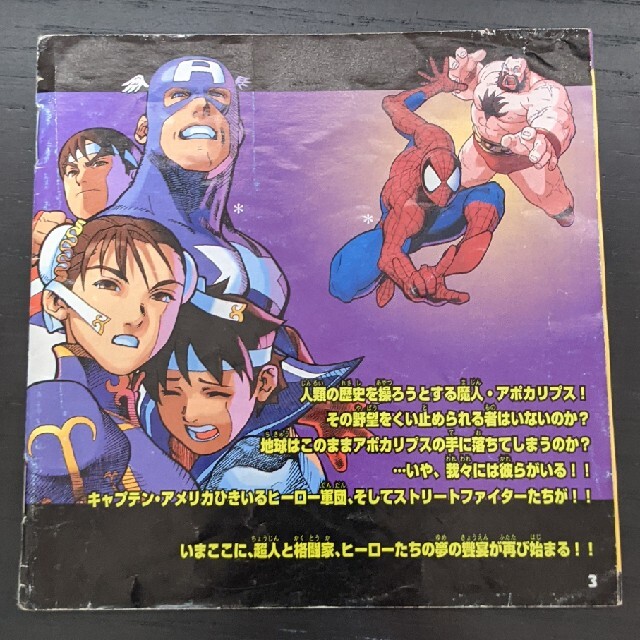 A
人類の歴史を操ろうとする魔人・アポカリプス！
その野望をくい止められる者はいないのか？
地球はこのままアポカリプスの手に落ちてしまうのか？
…いや、我々には彼らがいる！！
キャプテン・アメリカひきいるヒーロー軍団、そしてストリートファイターたちが！！
いまここに、超人と格闘家、ヒーローたちの夢の饗宴が再び始まる！！
3